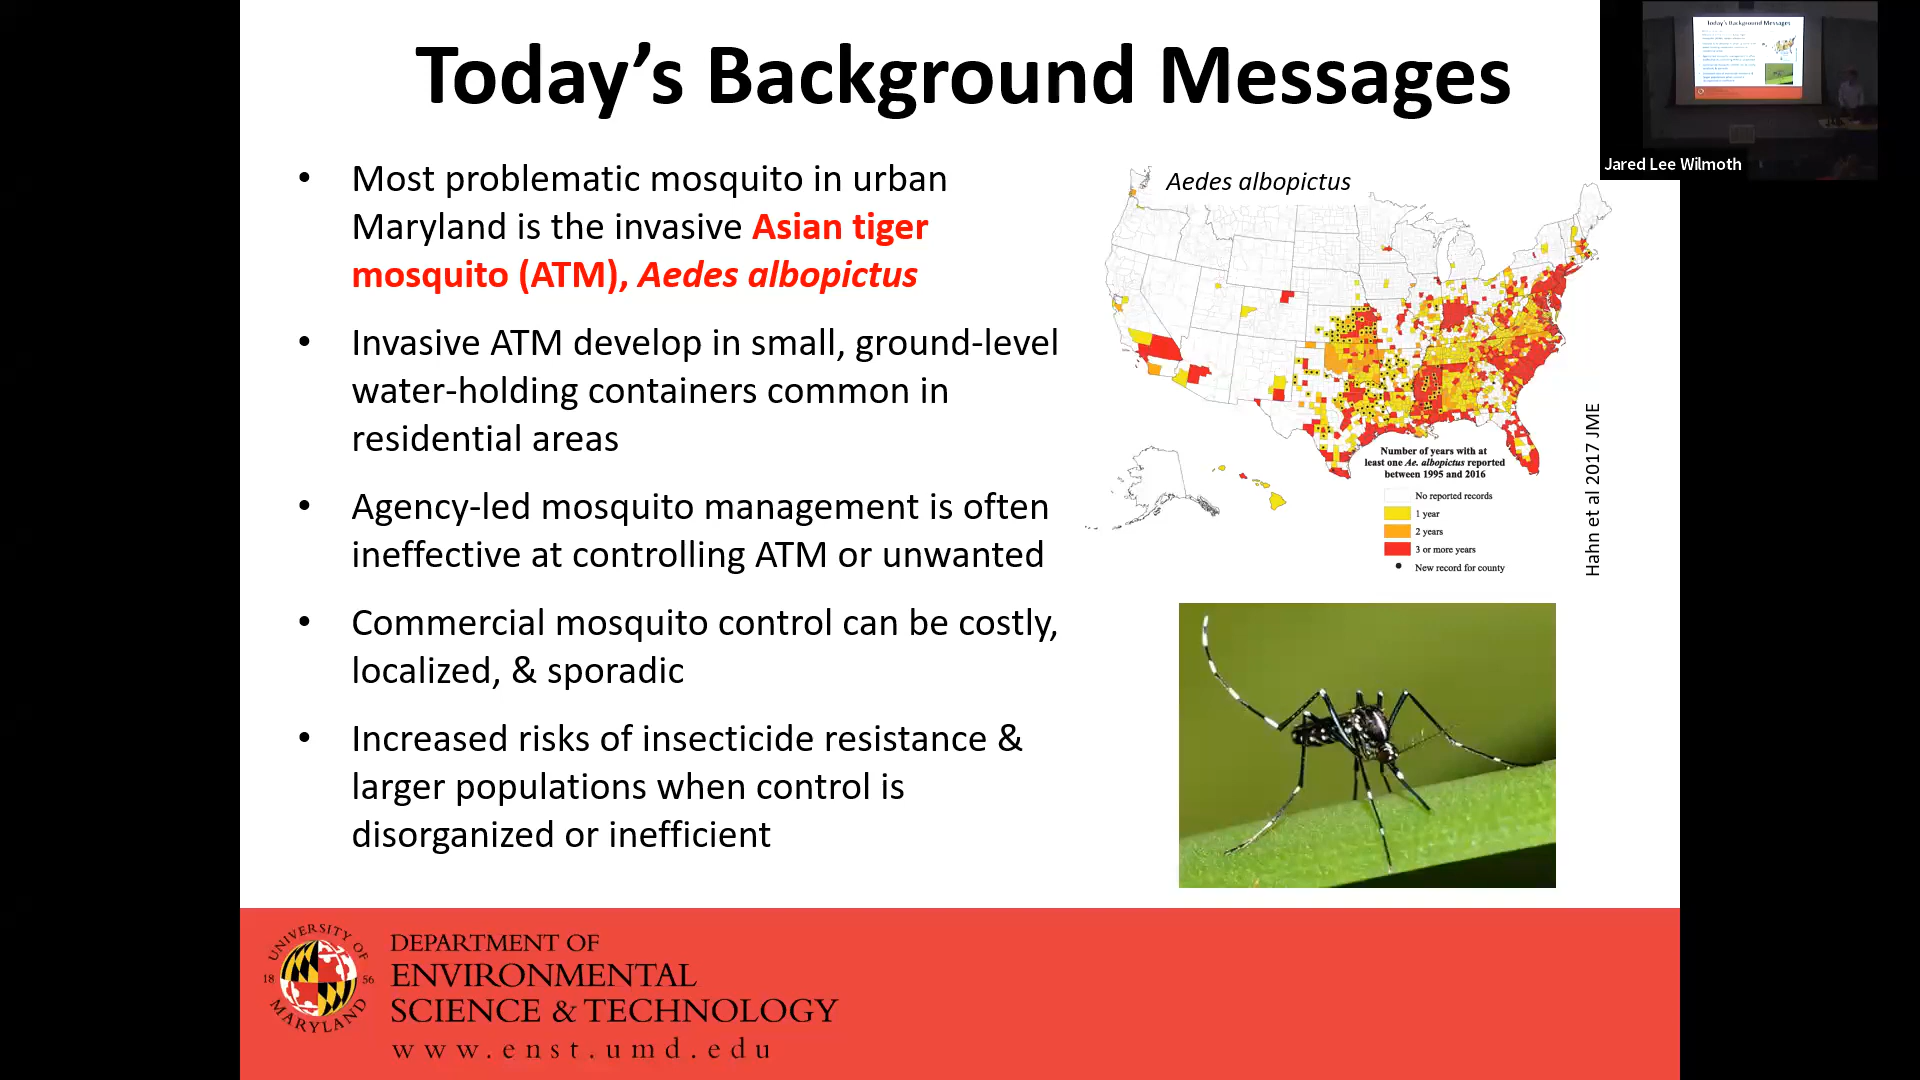 Today's Background Messages
• Most problematic mosquito in urban
Maryland is the invasive Asian tiger
mosquito (ATM), Aedes albopictus
• Invasive ATM develop in small, ground-level
water-holding containers common in
residential areas
• Agency-led mosquito management is often
ineffective at controlling ATM or unwanted
• Commercial mosquito control can be costly,
localized, & sporadic
• Increased risks of insecticide resistance &
larger populations when control is
disorganized or inefficient
Aedes albopictus
Number of years with at
least one Ae. albopictus reported
between 1995 and 2016
No reported records
1 year
2 years
3 or more years
New record for county
Hahn et al 2017 JME
Today's Background Messages
Jared Lee Wilmoth
UNIVERSITY OF
18 56
MARYLAND
DEPARTMENT OF
ENVIRONMENTAL
SCIENCE & TECHNOLOGY
www.enst.umd.edu